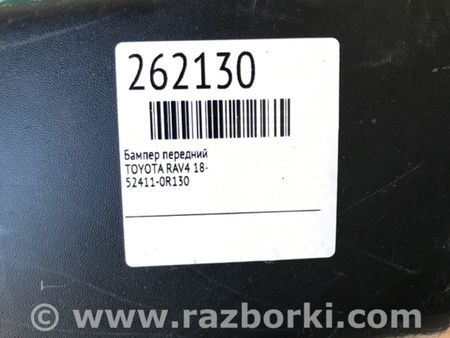 262130
Бампер передний
TOYOTA RAV4 18-
52411-0R130
© www.razborki.com